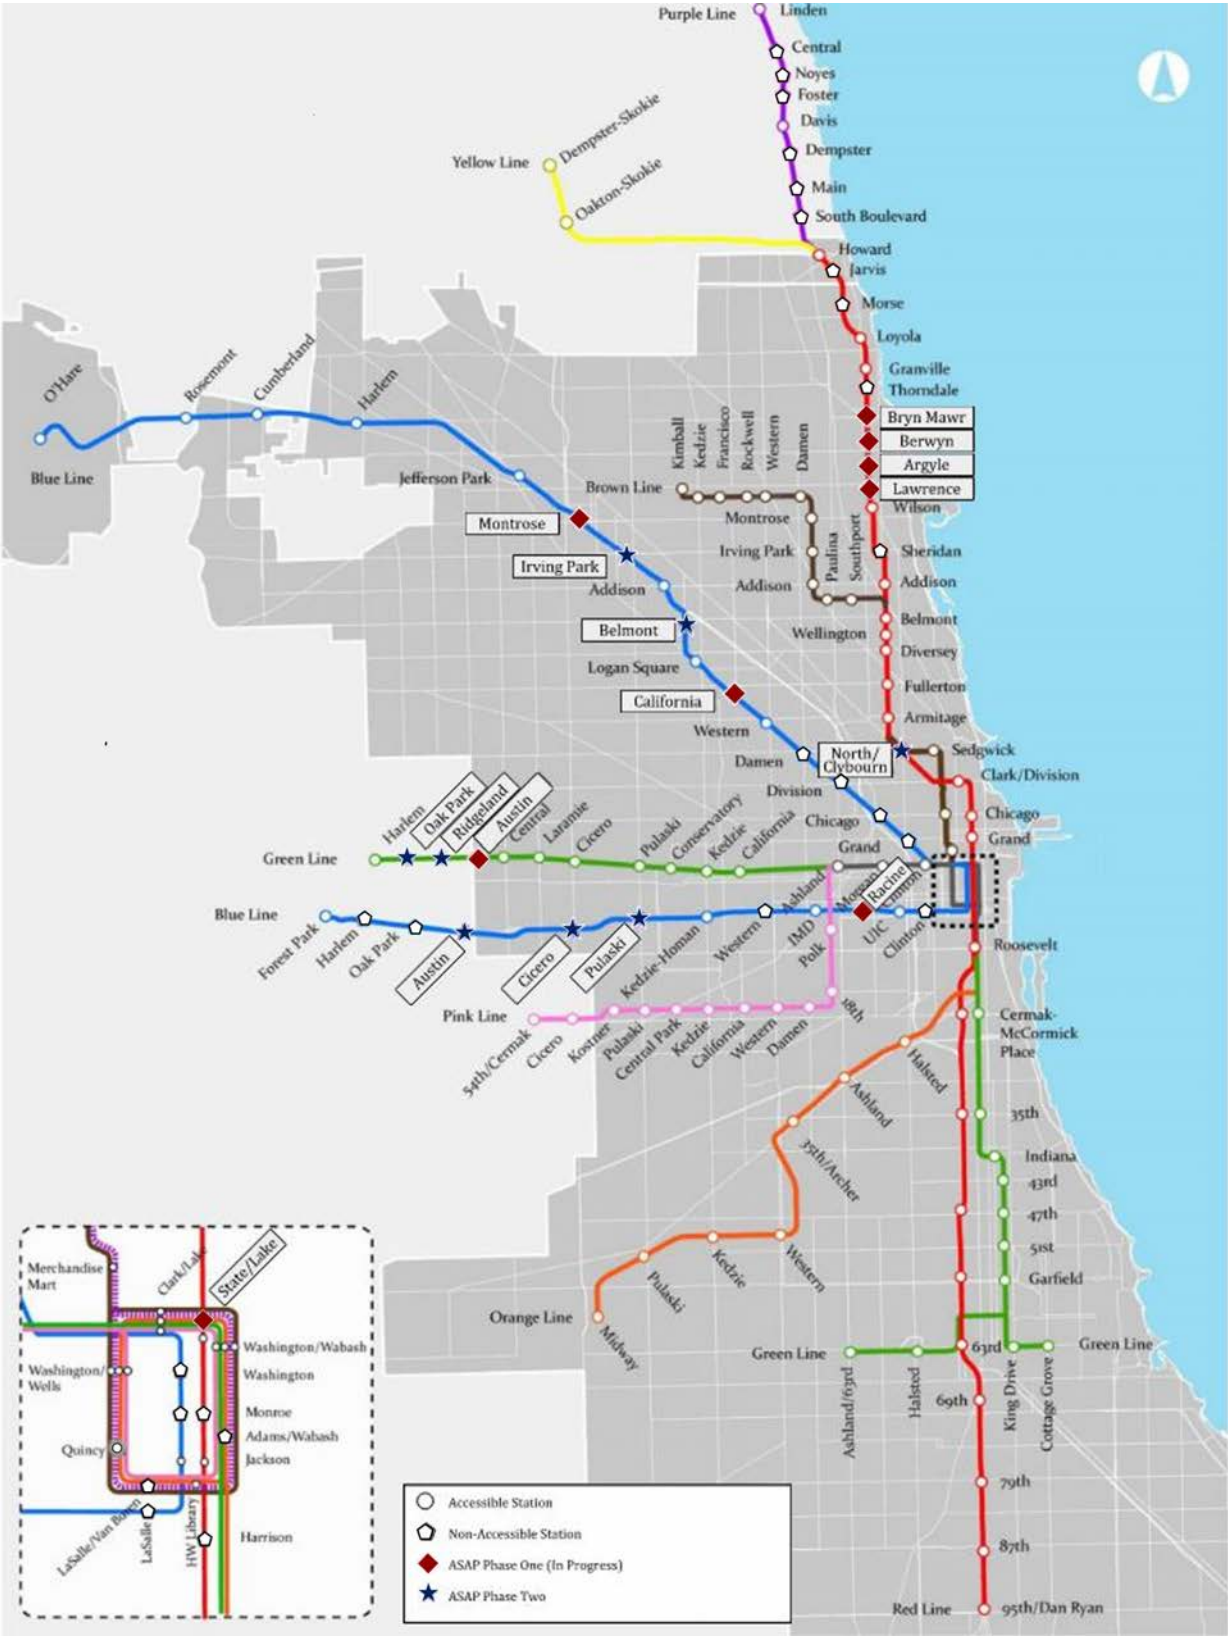 Purple Line
Linden
Central
Noyes
Foster
Davis
Dempster
Main
South Boulevard
Yellow Line
Dempster-Skokie
Oakton-Skokie
Howard
Jarvis
Morse
Loyola
Granville
Thorndale
Bryn Mawr
Berwyn
Argyle
Lawrence
Wilson
Sheridan
Addison
Belmont
Wellington
Diversey
Fullerton
Armitage
Sedgwick
Clark/Division
Chicago
Grand
O'Hare
Rosemont
Cumberland
Harlem
Blue Line
Jefferson Park
Montrose
Irving Park
Addison
Belmont
Logan Square
California
Western
Damen
Division
Chicago
Grand
North/
Clybourn
Brown Line
Kimball
Kedzie
Francisco
Rockwell
Western
Damen
Montrose
Irving Park
Addison
Paulina
Southport
Green Line
Harlem
Oak Park
Ridgeland
Austin
Central
Laramie
Cicero
Pulaski
Conservatory
Kedzie
California
Ashland
Morgan
Clinton
Blue Line
Forest Park
Harlem
Oak Park
Austin
Cicero
Pulaski
Kedzie-Homan
Western
IMD
Racine
UIC
Clinton
Polk
18th
Pink Line
54th/Cermak
Cicero
Kostner
Pulaski
Central Park
Kedzie
California
Western
Damen
Roosevelt
Cermak-
McCormick
Place
35th
Indiana
43rd
47th
51st
Garfield
Halsted
Ashland
35th/Archer
Western
Kedzie
Pulaski
Midway
Orange Line
Green Line
Ashland/63rd
Halsted
63rd
King Drive
Cottage Grove
Green Line
69th
79th
87th
Red Line
95th/Dan Ryan
Merchandise
Mart
Clark/Lake
State/Lake
Washington/Wabash
Washington/
Wells
Washington
Monroe
Adams/Wabash
Quincy
Jackson
LaSalle/Van Buren
LaSalle
HW Library
Harrison
Accessible Station
Non-Accessible Station
ASAP Phase One (In Progress)
ASAP Phase Two